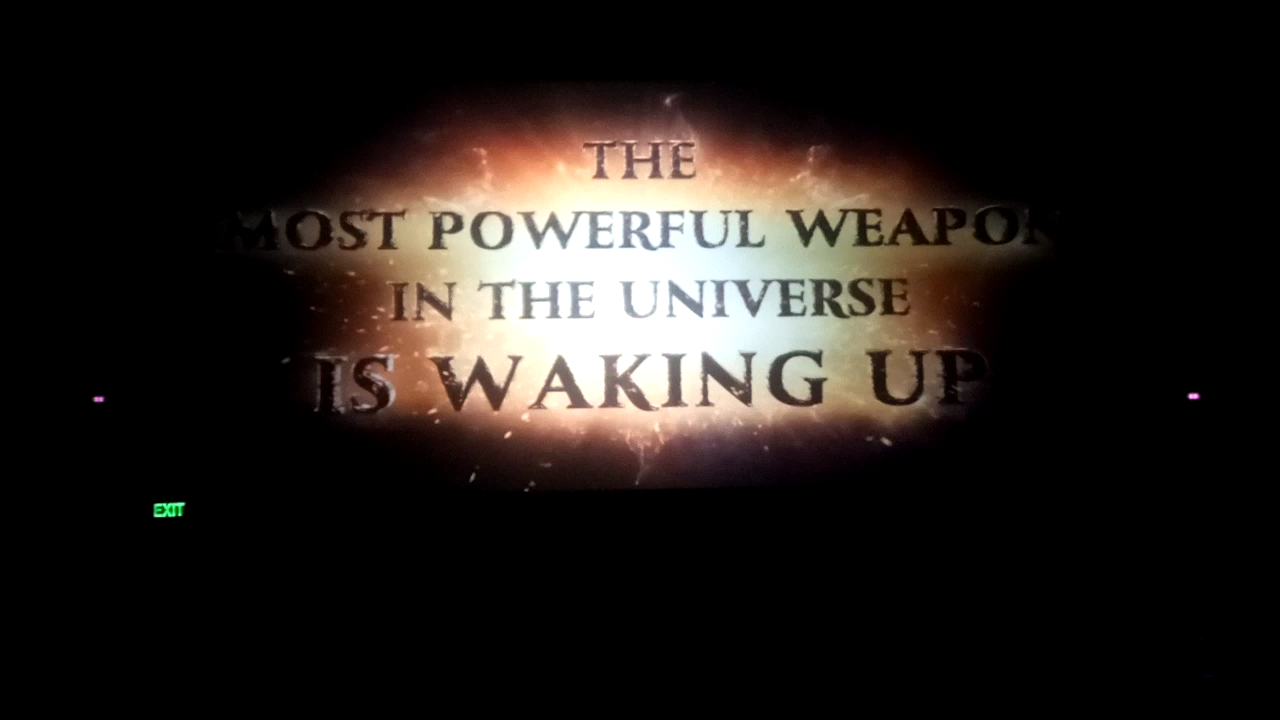 THE
MOST POWERFUL WEAPON
IN THE UNIVERSE
IS WAKING UP
EXIT